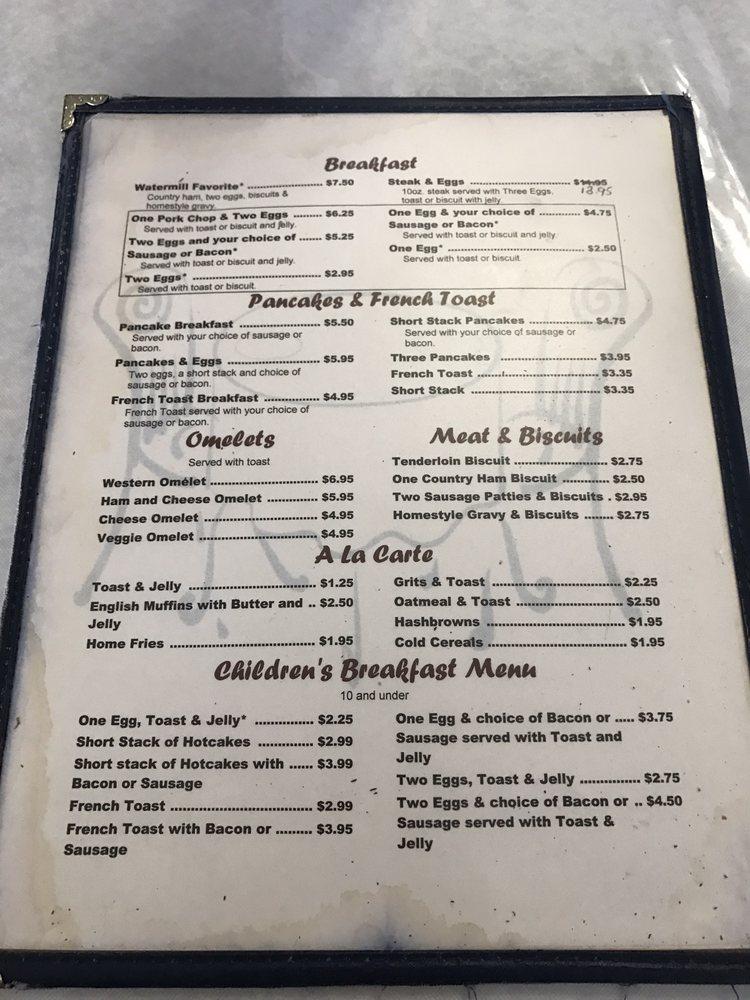 Breakfast
Watermill Favorite* ...................... $7.50
Country ham, two eggs, biscuits &
homestyle gravy.
One Pork Chop & Two Eggs ......... $6.25
Served with toast or biscuit and jelly.
Two Eggs and your choice of ....... $5.25
Sausage or Bacon*
Served with toast or biscuit and jelly.
Two Eggs* ........................................ $2.95
Served with toast or biscuit.
Steak & Eggs ............................... $14.95
13.95
10oz. steak served with Three Eggs,
toast or biscuit with jelly.
One Egg & your choice of ............ $4.75
Sausage or Bacon*
Served with toast or biscuit and jelly.
One Egg* ....................................... $2.50
Served with toast or biscuit.
Pancakes & French Toast
Pancake Breakfast ....................... $5.50
Served with your choice of sausage or
bacon.
Pancakes & Eggs .......................... $5.95
Two eggs, a short stack and choice of
sausage or bacon.
French Toast Breakfast ................ $4.95
French Toast served with your choice of
sausage or bacon.
Short Stack Pancakes .................. $4.75
Served with your choice of sausage or
bacon.
Three Pancakes ........................... $3.95
French Toast ................................. $3.35
Short Stack .................................... $3.35
Omelets
Served with toast
Western Omelet ............................ $6.95
Ham and Cheese Omelet .............. $5.95
Cheese Omelet .............................. $4.95
Veggie Omelet ............................... $4.95
Meat & Biscuits
Tenderloin Biscuit ........................ $2.75
One Country Ham Biscuit ............. $2.50
Two Sausage Patties & Biscuits . $2.95
Homestyle Gravy & Biscuits ........ $2.75
A La Carte
Toast & Jelly ................................. $1.25
English Muffins with Butter and .. $2.50
Jelly
Home Fries .................................... $1.95
Grits & Toast ................................. $2.25
Oatmeal & Toast ........................... $2.50
Hashbrowns .................................. $1.95
Cold Cereals .................................. $1.95
Children's Breakfast Menu
10 and under
One Egg, Toast & Jelly* ............... $2.25
Short Stack of Hotcakes .............. $2.99
Short stack of Hotcakes with ...... $3.99
Bacon or Sausage
French Toast .................................. $2.99
French Toast with Bacon or ......... $3.95
Sausage
One Egg & choice of Bacon or ..... $3.75
Sausage served with Toast and
Jelly
Two Eggs, Toast & Jelly ............... $2.75
Two Eggs & choice of Bacon or .. $4.50
Sausage served with Toast &
Jelly